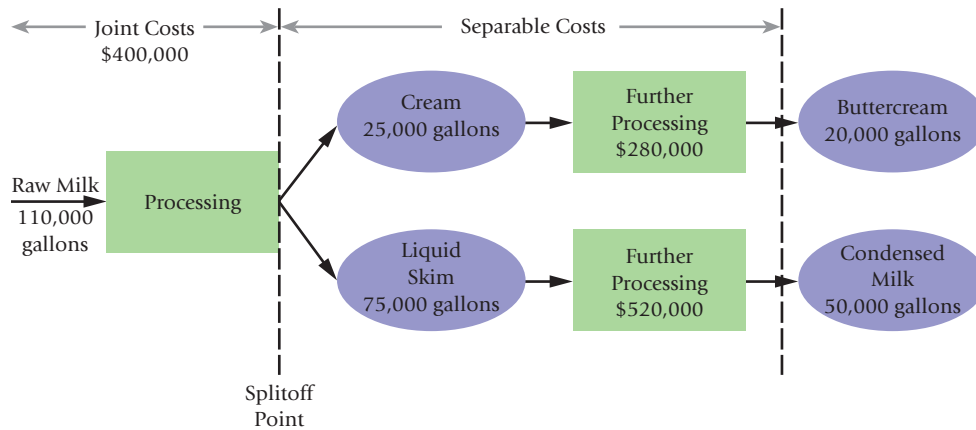 Joint Costs
$400,000
Separable Costs
Raw Milk
110,000
gallons
Processing
Cream
25,000 gallons
Further
Processing
$280,000
Buttercream
20,000 gallons
Liquid
Skim
75,000 gallons
Further
Processing
$520,000
Condensed
Milk
50,000 gallons
Splitoff
Point